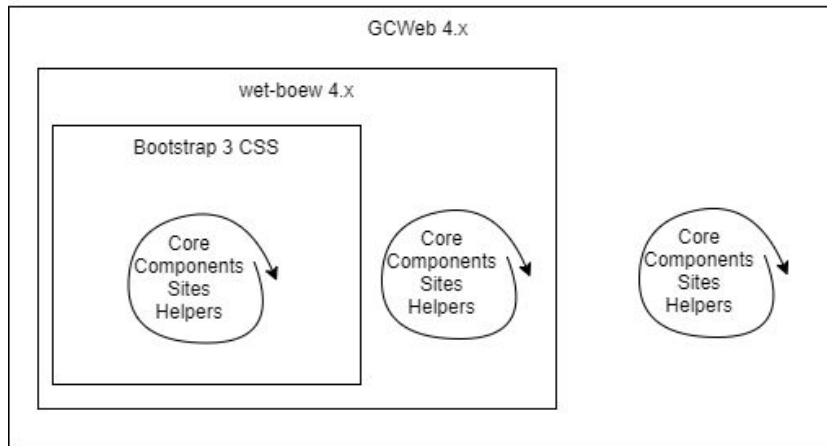 GCWeb 4.x
wet-boew 4.x
Bootstrap 3 CSS
Core
Components
Sites
Helpers
Core
Components
Sites
Helpers
Core
Components
Sites
Helpers